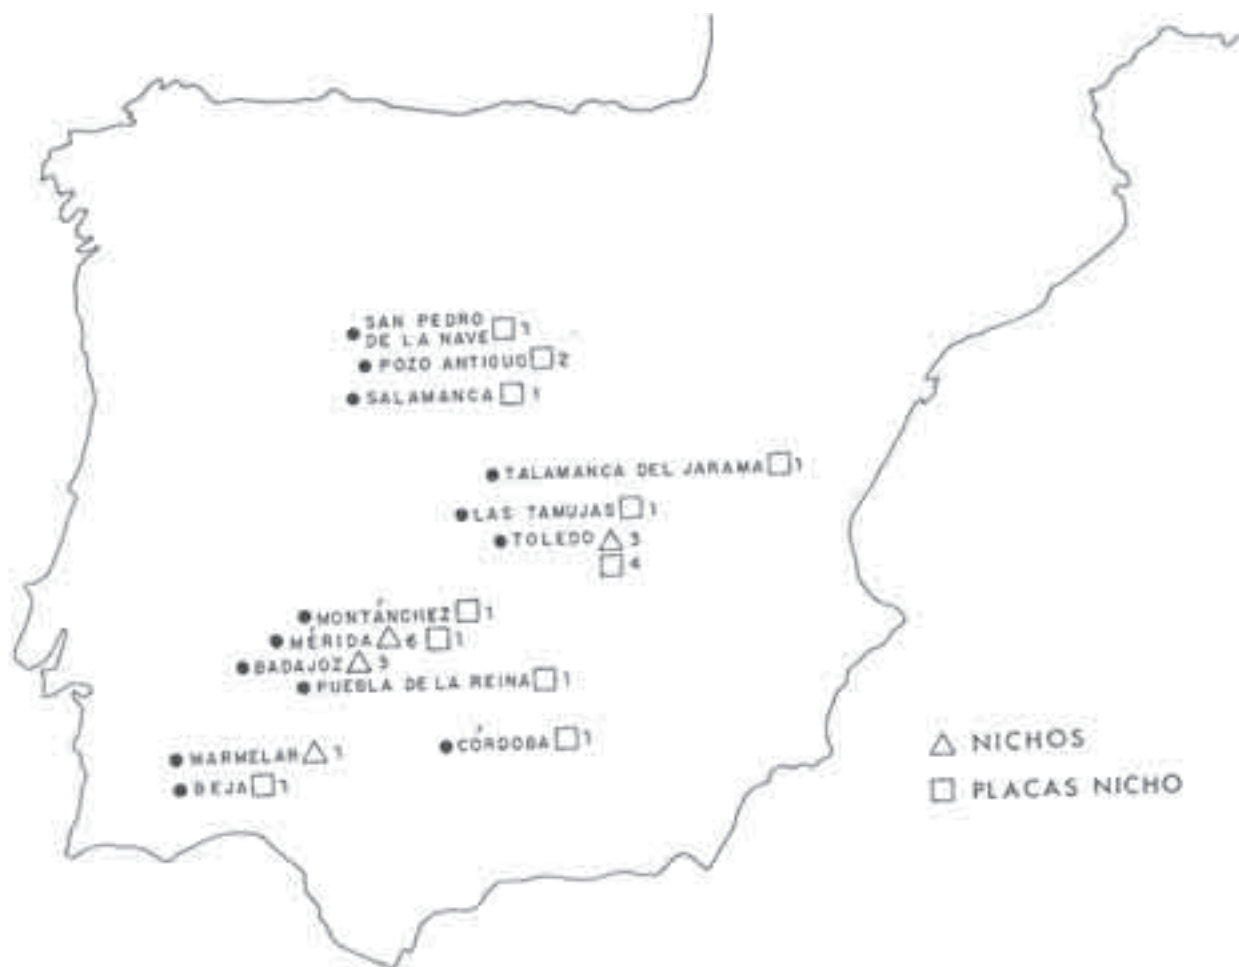 SAN PEDRO
DE LA NAVE 1
POZO ANTIGUO 2
SALAMANCA 1
TALAMANCA DEL JARAMA 1
LAS TAMUJAS 1
TOLEDO 3
4
MONTÁNCHEZ 1
MÉRIDA 6 1
BADAJOZ 3
PUEBLA DE LA REINA 1
CÓRDOBA 1
MARMELAR 1
BEJA 1
NICHOS
PLACAS NICHO